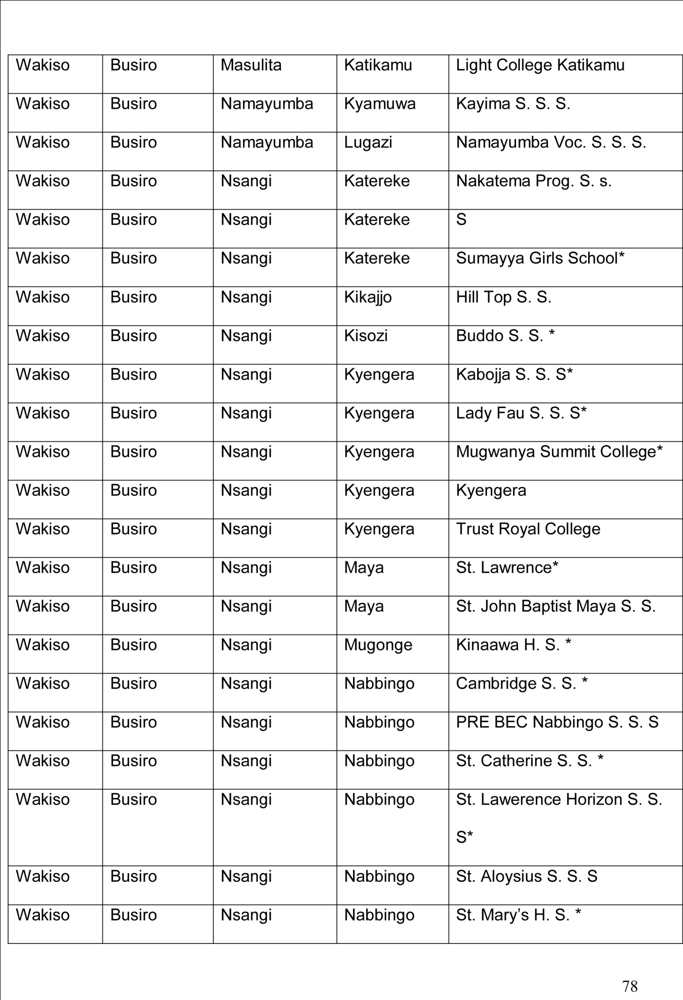 Wakiso Busiro Masulita Katikamu Light College Katikamu
Wakiso Busiro Namayumba Kyamuwa Kayima S. S. S.
Wakiso Busiro Namayumba Lugazi Namayumba Voc. S. S. S.
Wakiso Busiro Nsangi Katereke Nakatema Prog. S. s.
Wakiso Busiro Nsangi Katereke S
Wakiso Busiro Nsangi Katereke Sumayya Girls School*
Wakiso Busiro Nsangi Kikajjo Hill Top S. S.
Wakiso Busiro Nsangi Kisozi Buddo S. S. *
Wakiso Busiro Nsangi Kyengera Kabojja S. S. S*
Wakiso Busiro Nsangi Kyengera Lady Fau S. S. S*
Wakiso Busiro Nsangi Kyengera Mugwanya Summit College*
Wakiso Busiro Nsangi Kyengera Kyengera
Wakiso Busiro Nsangi Kyengera Trust Royal College
Wakiso Busiro Nsangi Maya St. Lawrence*
Wakiso Busiro Nsangi Maya St. John Baptist Maya S. S.
Wakiso Busiro Nsangi Mugonge Kinaawa H. S. *
Wakiso Busiro Nsangi Nabbingo Cambridge S. S. *
Wakiso Busiro Nsangi Nabbingo PRE BEC Nabbingo S. S. S
Wakiso Busiro Nsangi Nabbingo St. Catherine S. S. *
Wakiso Busiro Nsangi Nabbingo St. Lawerence Horizon S. S.
S*
Wakiso Busiro Nsangi Nabbingo St. Aloysius S. S. S
Wakiso Busiro Nsangi Nabbingo St. Mary’s H. S. *
78